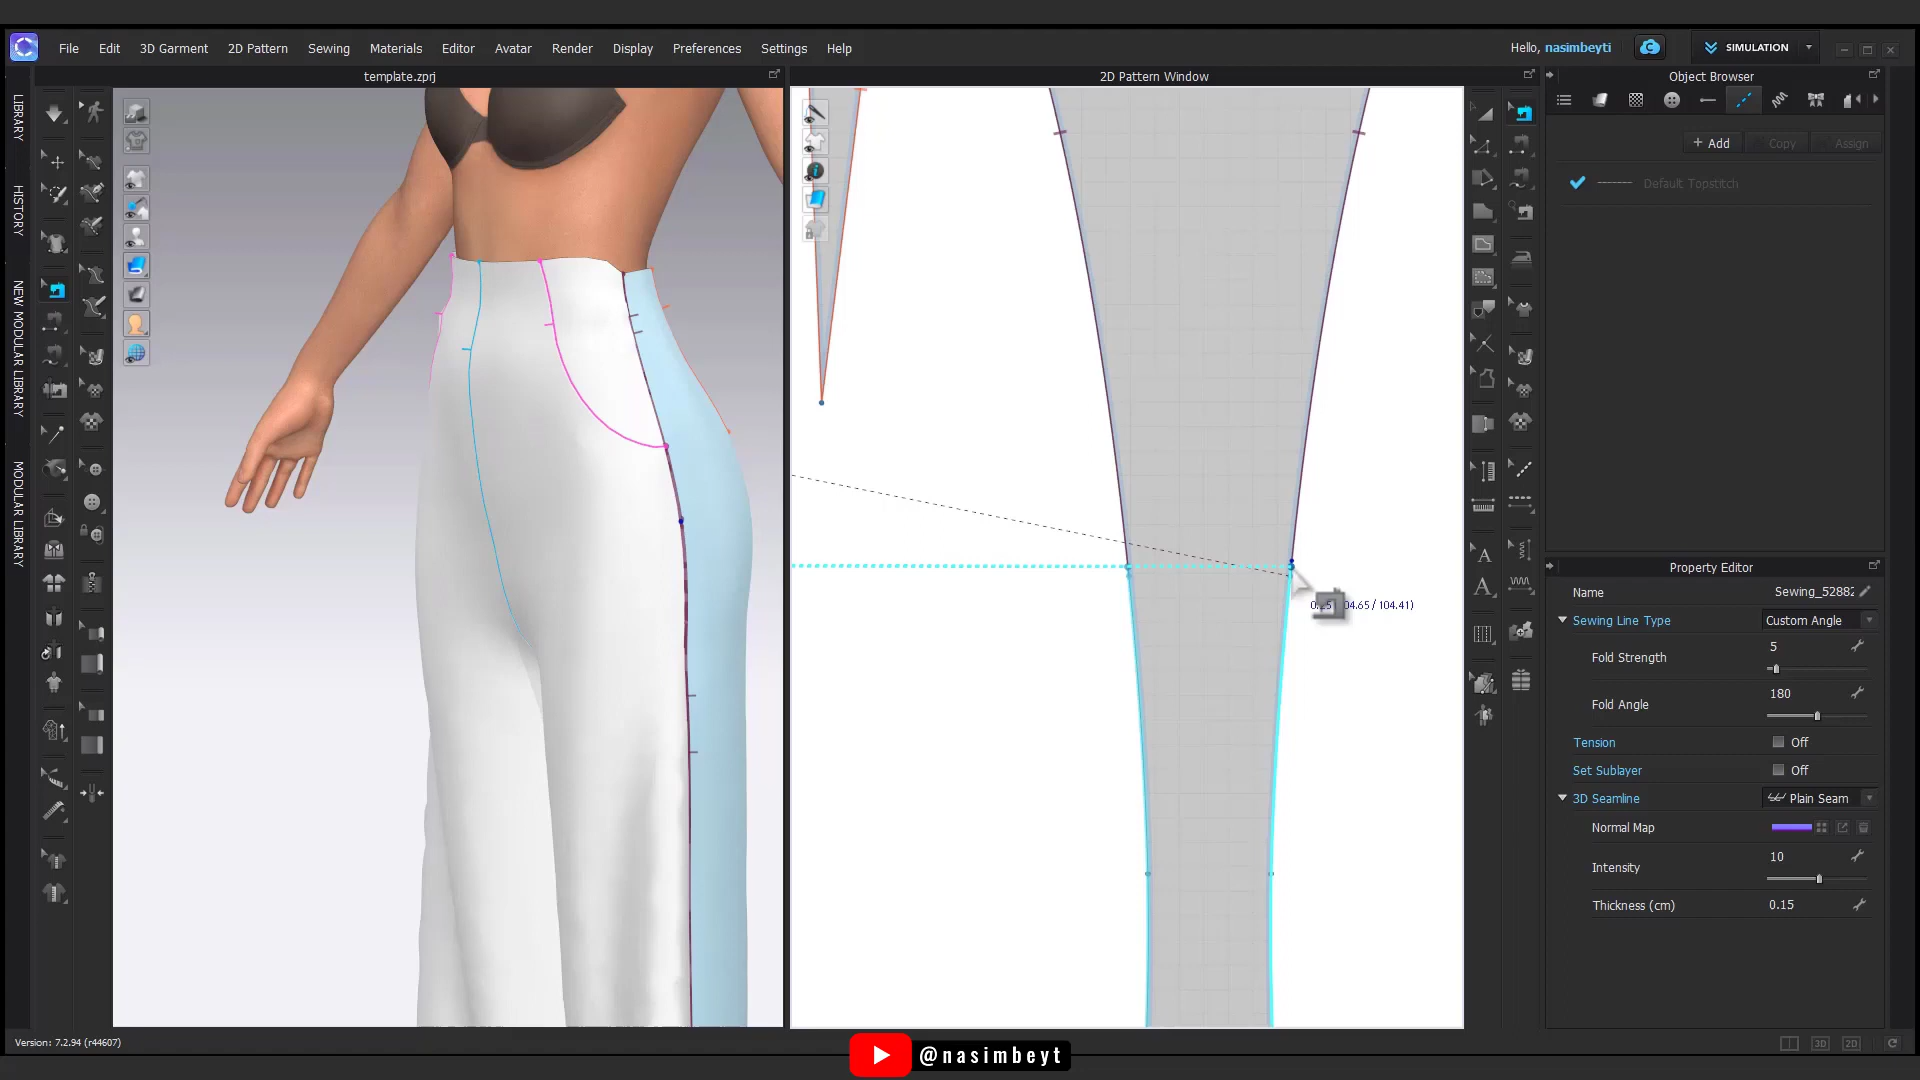 File Edit 3D Garment 2D Pattern Sewing Materials Editor Avatar Render Display Preferences Settings Help
Hello, nasimbeyti
SIMULATION
template.zprj
2D Pattern Window
Object Browser
LIBRARY
HISTORY
NEW MODULAR LIBRARY
MODULAR LIBRARY
+ Add Copy Assign
Default Topstitch
04.65 / 104.41)
Property Editor
Name Sewing_5288
Sewing Line Type Custom Angle
Fold Strength 5
Fold Angle 180
Tension Off
Set Sublayer Off
3D Seamline Plain Seam
Normal Map
Intensity 10
Thickness (cm) 0.15
Version: 7.2.94 (r44607)
3D 2D
@nasimbeyt